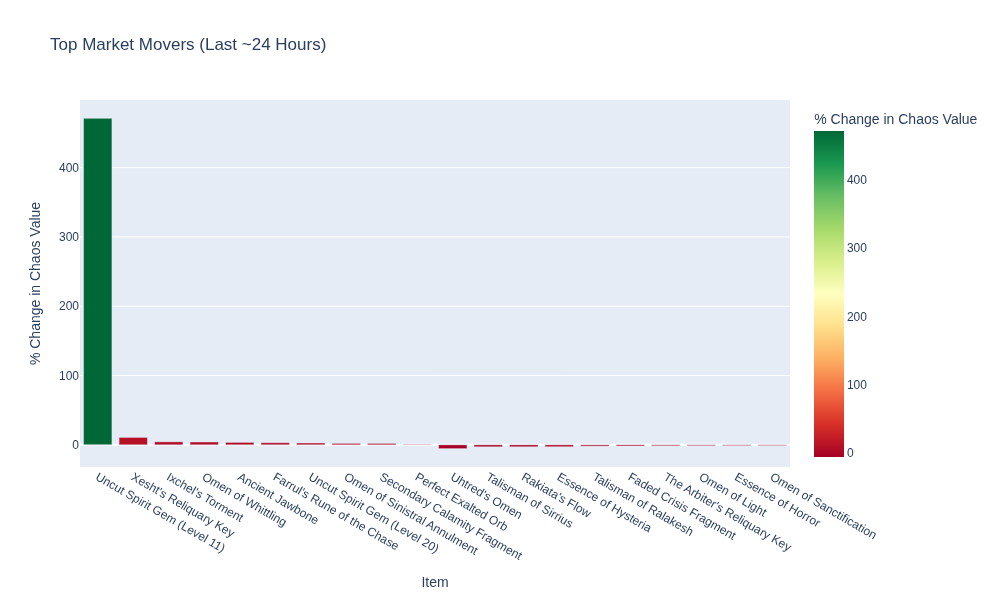 Top Market Movers (Last ~24 Hours)
% Change in Chaos Value
400
300
200
100
0
Uncut Spirit Gem (Level 11)
Xesht's Reliquary Key
Ixchel's Torment
Omen of Whittling
Ancient Jawbone
Farrul's Rune of the Chase
Uncut Spirit Gem (Level 20)
Omen of Sinistral Annulment
Secondary Calamity Fragment
Perfect Exalted Orb
Uhtred's Omen
Talisman of Sirrius
Rakiata's Flow
Essence of Hysteria
Talisman of Ralakesh
Faded Crisis Fragment
The Arbiter's Reliquary Key
Omen of Light
Essence of Horror
Omen of Sanctification
Item
% Change in Chaos Value
400
300
200
100
0